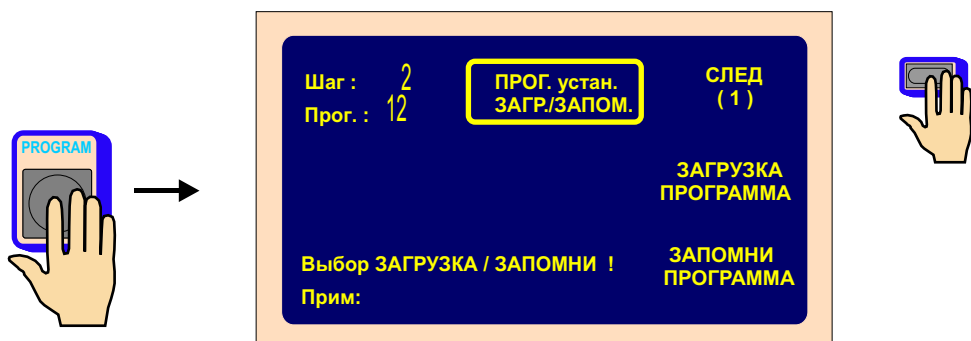 PROGRAM
Шаг : 2
Прог. : 12
ПРОГ. устан.
ЗАГР./ЗАПОМ.
СЛЕД
( 1 )
ЗАГРУЗКА
ПРОГРАММА
Выбор ЗАГРУЗКА / ЗАПОМНИ !
Прим:
ЗАПОМНИ
ПРОГРАММА